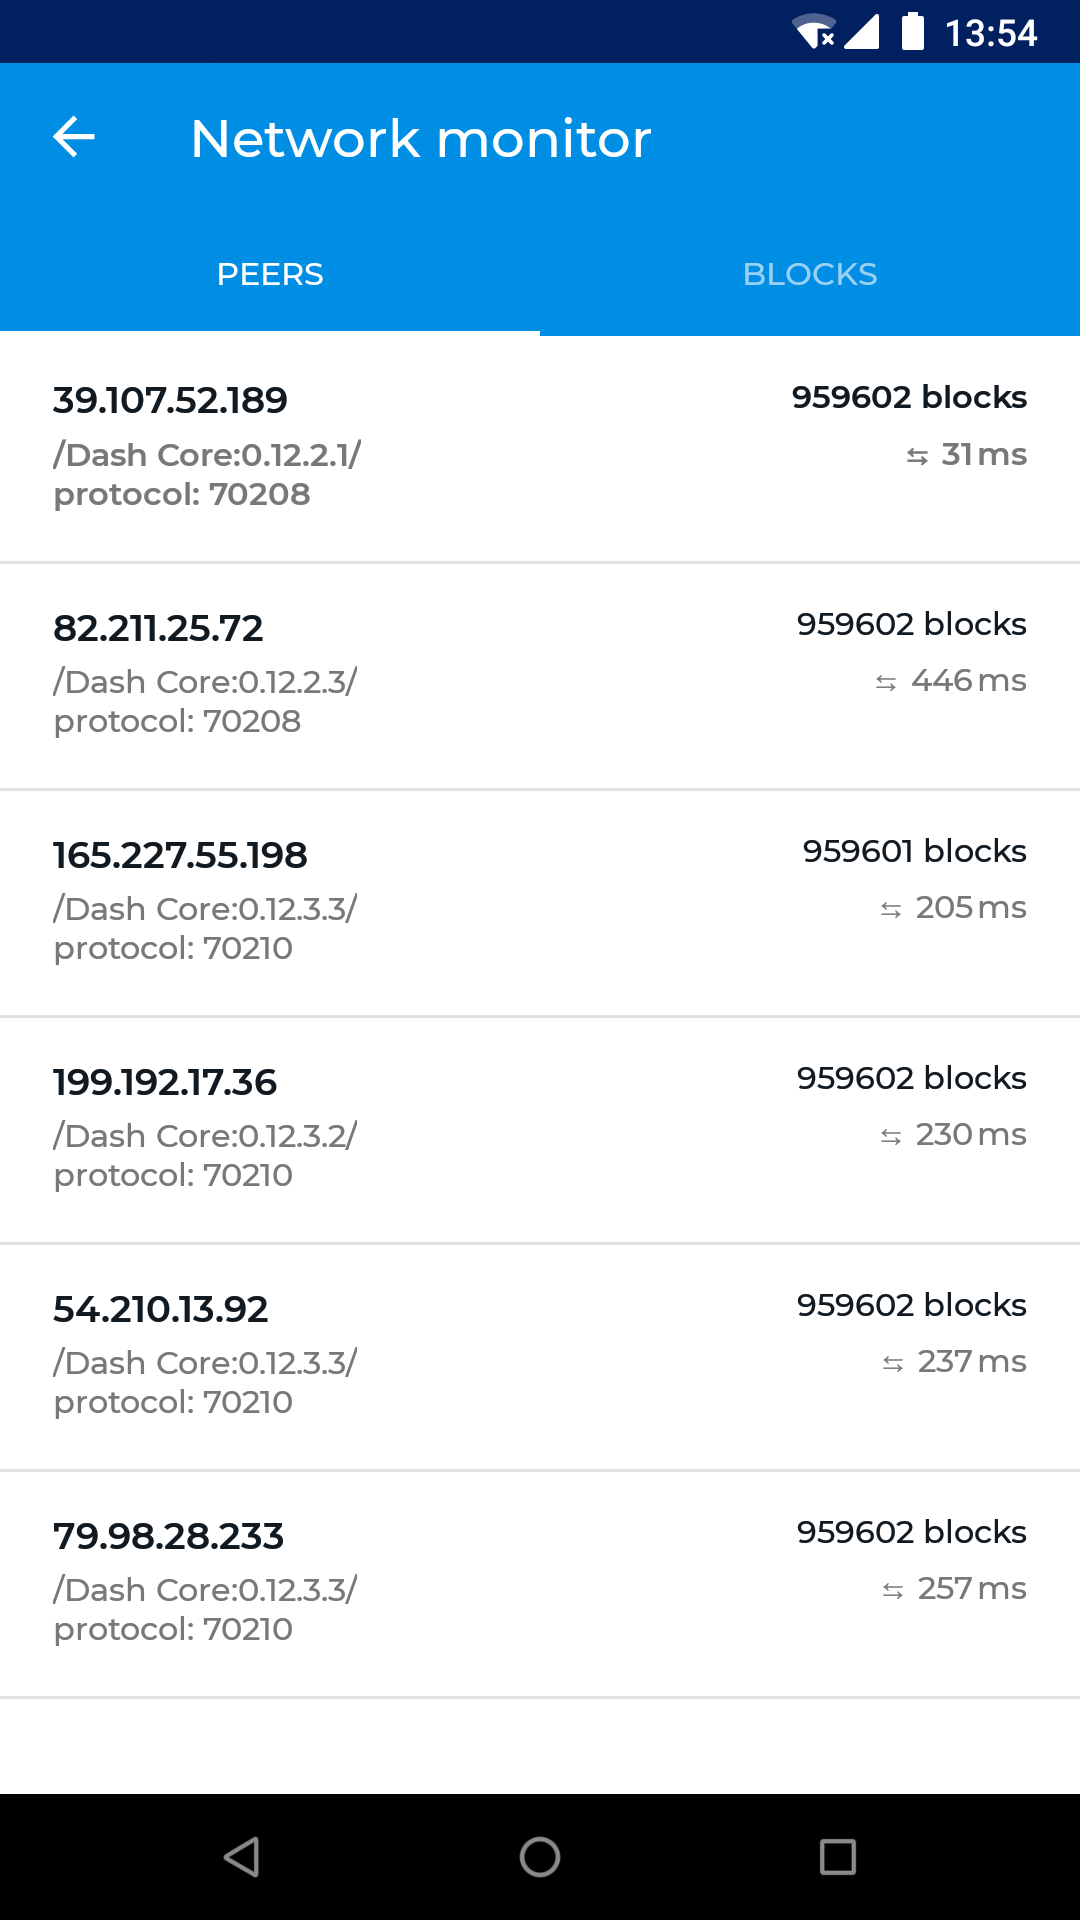 13:54
Network monitor
PEERS
BLOCKS
39.107.52.189
959602 blocks
/Dash Core:0.12.2.1/
⇆ 31 ms
protocol: 70208
82.211.25.72
959602 blocks
/Dash Core:0.12.2.3/
⇆ 446 ms
protocol: 70208
165.227.55.198
959601 blocks
/Dash Core:0.12.3.3/
⇆ 205 ms
protocol: 70210
199.192.17.36
959602 blocks
/Dash Core:0.12.3.2/
⇆ 230 ms
protocol: 70210
54.210.13.92
959602 blocks
/Dash Core:0.12.3.3/
⇆ 237 ms
protocol: 70210
79.98.28.233
959602 blocks
/Dash Core:0.12.3.3/
⇆ 257 ms
protocol: 70210